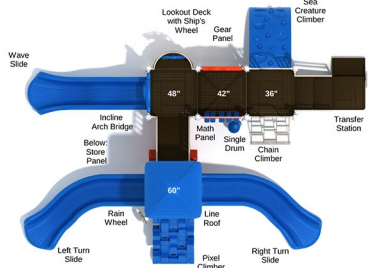 Sea
Creature
Climber
Lookout Deck
with Ship's
Wheel
Gear
Panel
Wave
Slide
48"
42"
36"
Incline
Arch Bridge
Math
Panel
Single
Drum
Chain
Climber
Transfer
Station
Below:
Store
Panel
60"
Rain
Wheel
Line
Roof
Left Turn
Slide
Right Turn
Slide
Pixel
Climber